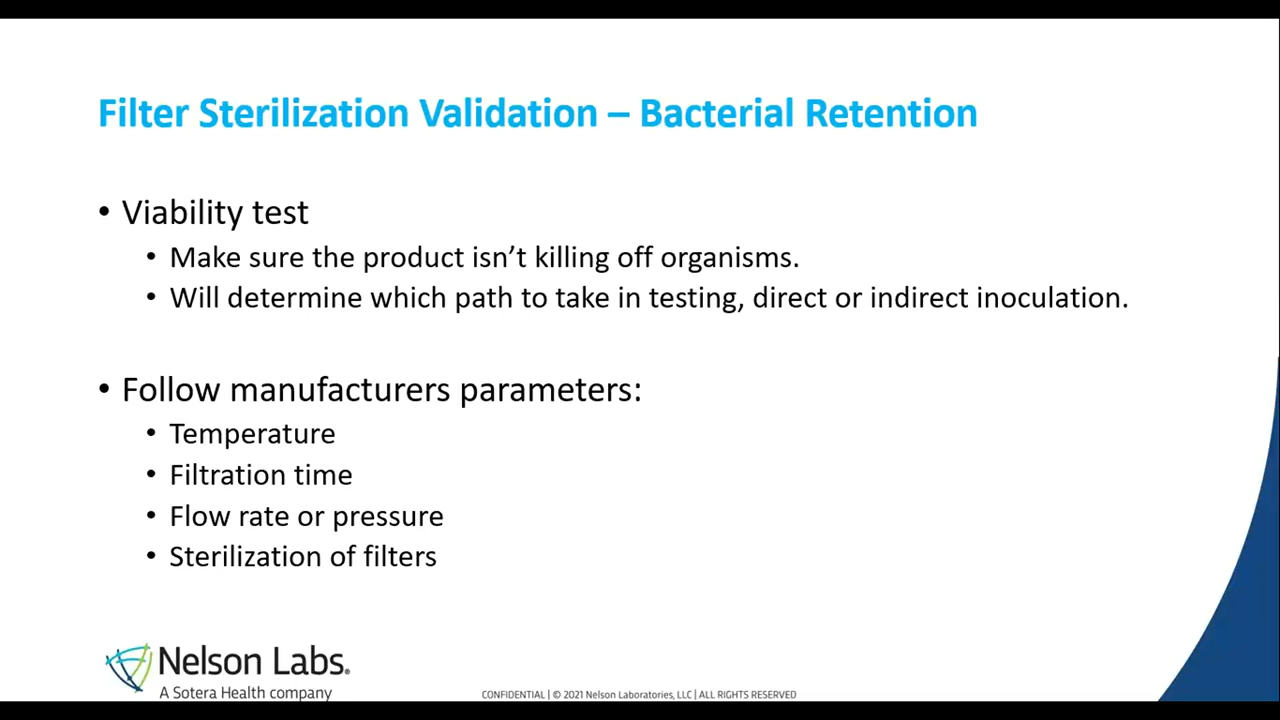 Filter Sterilization Validation – Bacterial Retention
• Viability test
• Make sure the product isn’t killing off organisms.
• Will determine which path to take in testing, direct or indirect inoculation.
• Follow manufacturers parameters:
• Temperature
• Filtration time
• Flow rate or pressure
• Sterilization of filters
Nelson Labs®
A Sotera Health company
CONFIDENTIAL | © 2021 Nelson Laboratories, LLC | ALL RIGHTS RESERVED